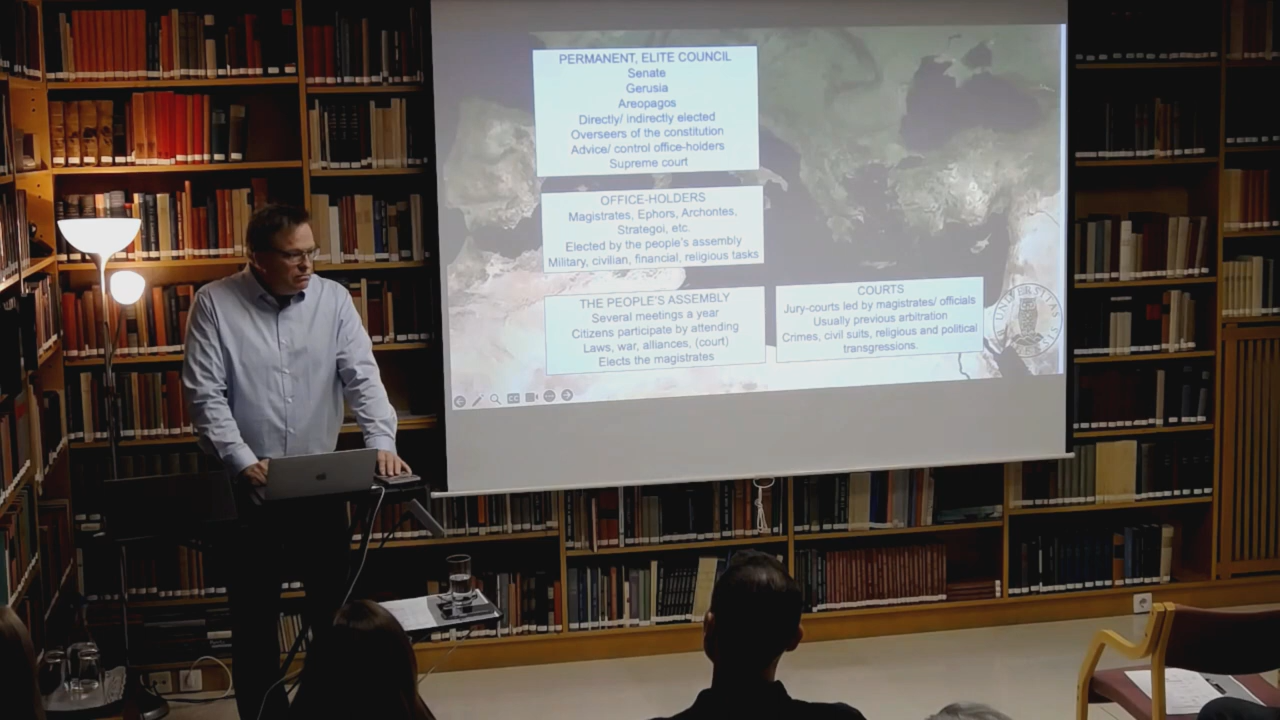 PERMANENT, ELITE COUNCIL
Senate
Gerusia
Areopagos
Directly/ indirectly elected
Overseers of the constitution
Advice/ control office-holders
Supreme court
OFFICE-HOLDERS
Magistrates, Ephors, Archontes,
Strategoi, etc.
Elected by the people's assembly
Military, civilian, financial, religious tasks
THE PEOPLE'S ASSEMBLY
Several meetings a year
Citizens participate by attending
Laws, war, alliances, (court)
Elects the magistrates
COURTS
Jury-courts led by magistrates/ officials
Usually previous arbitration
Crimes, civil suits, religious and political
transgressions.
UNIVERSITAS
CC